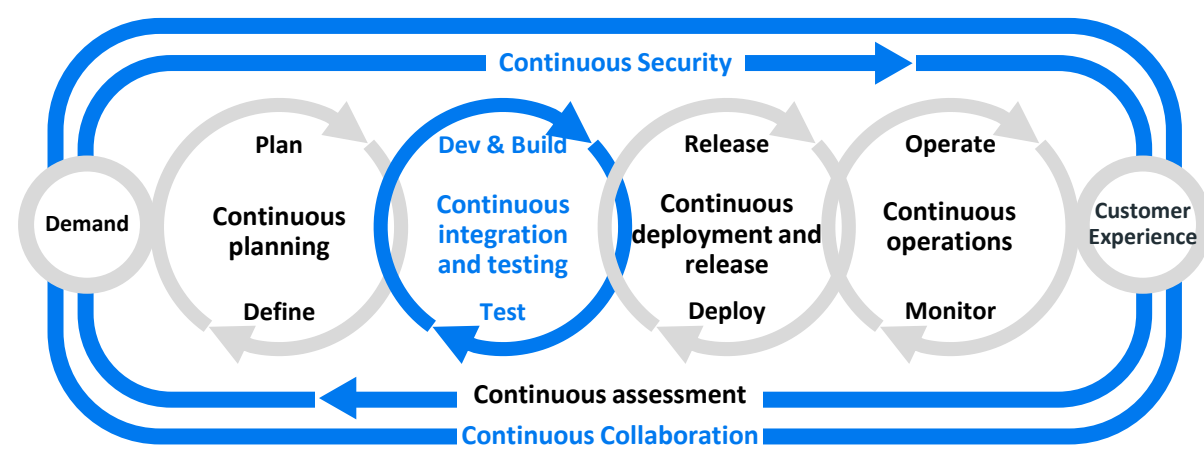 Continuous Security
Demand
Plan
Continuous
planning
Define
Dev & Build
Continuous
integration
and testing
Test
Release
Continuous
deployment and
release
Deploy
Operate
Continuous
operations
Monitor
Customer
Experience
Continuous assessment
Continuous Collaboration